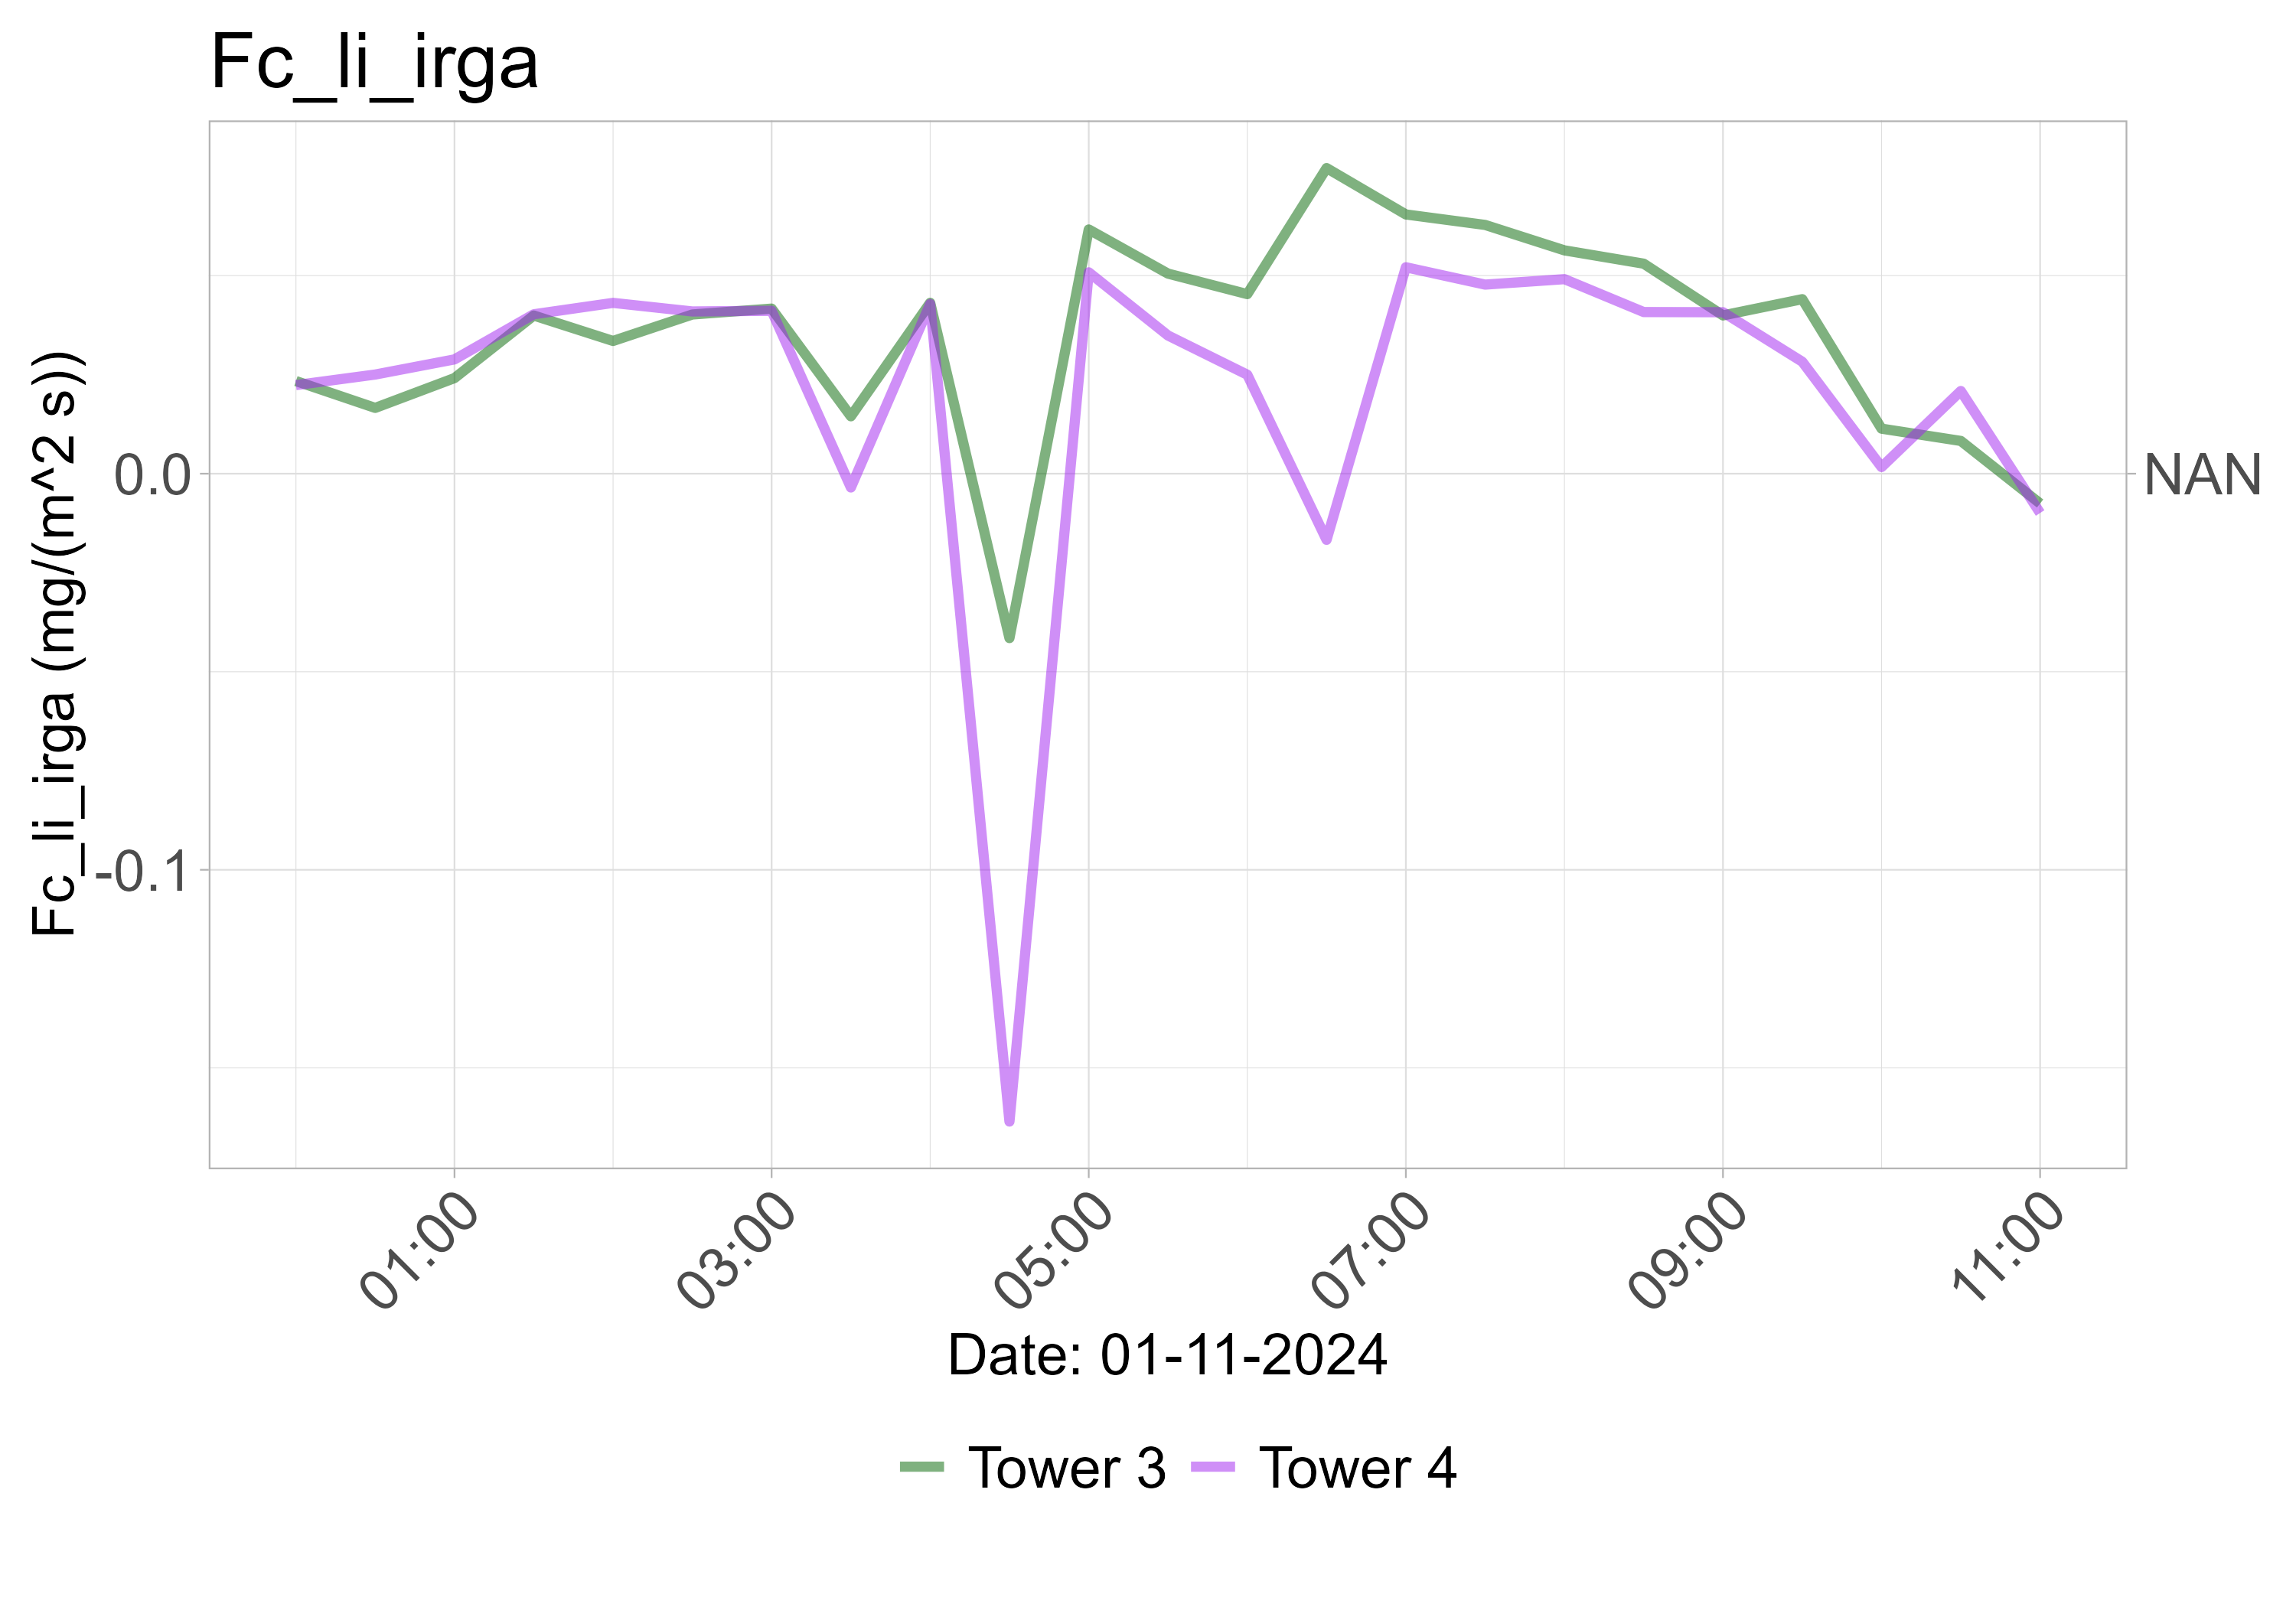 Fc_li_irga
Fc_li_irga (mg/(m^2 s))
0.0
-0.1
NAN
01:00
03:00
05:00
07:00
09:00
11:00
Date: 01-11-2024
Tower 3
Tower 4